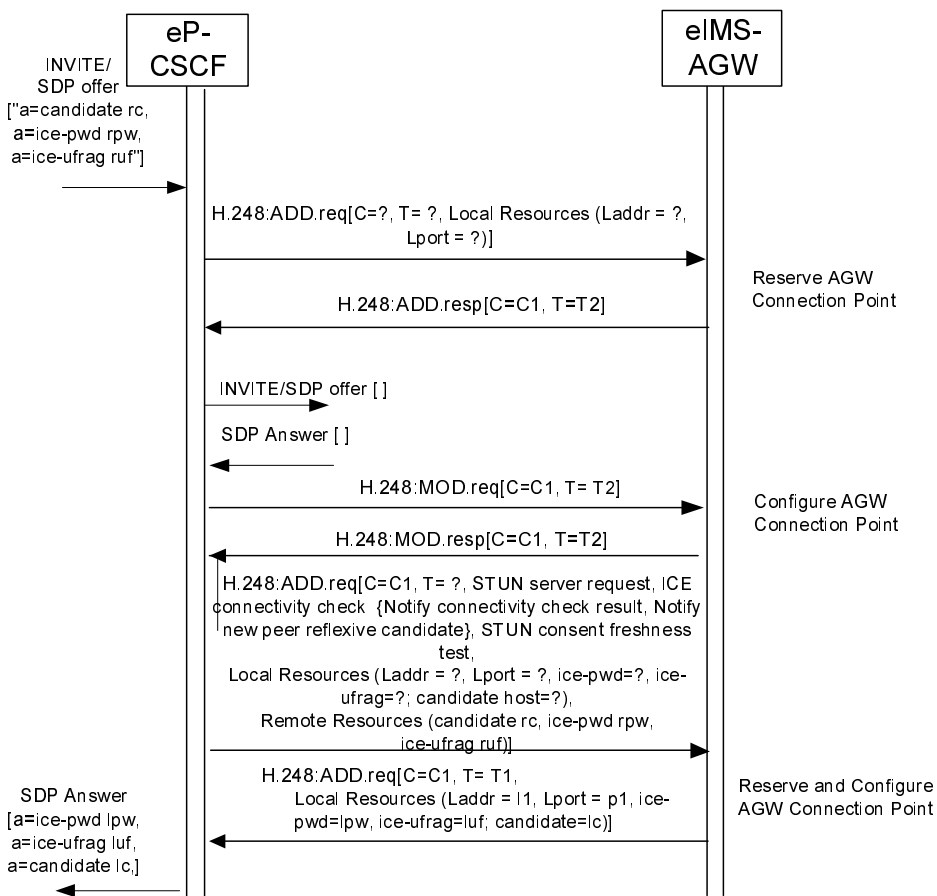 eP-
CSCF
eIMS-
AGW
INVITE/
SDP offer
["a=candidate rc,
a=ice-pwd rpw,
a=ice-ufrag ruf"]
H.248:ADD.req[C=?, T= ?, Local Resources (Laddr = ?,
Lport = ?)]
Reserve AGW
Connection Point
H.248:ADD.resp[C=C1, T=T2]
INVITE/SDP offer [ ]
SDP Answer [ ]
H.248:MOD.req[C=C1, T= T2]
Configure AGW
Connection Point
H.248:MOD.resp[C=C1, T=T2]
H.248:ADD.req[C=C1, T= ?, STUN server request, ICE
connectivity check {Notify connectivity check result, Notify
new peer reflexive candidate}, STUN consent freshness
test,
Local Resources (Laddr = ?, Lport = ?, ice-pwd=?, ice-
ufrag=?; candidate host=?),
Remote Resources (candidate rc, ice-pwd rpw,
ice-ufrag ruf)]
H.248:ADD.req[C=C1, T= T1,
Local Resources (Laddr = l1, Lport = p1, ice-
pwd=lpw, ice-ufrag=luf; candidate=lc)]
Reserve and Configure
AGW Connection Point
SDP Answer
[a=ice-pwd lpw,
a=ice-ufrag luf,
a=candidate lc,]